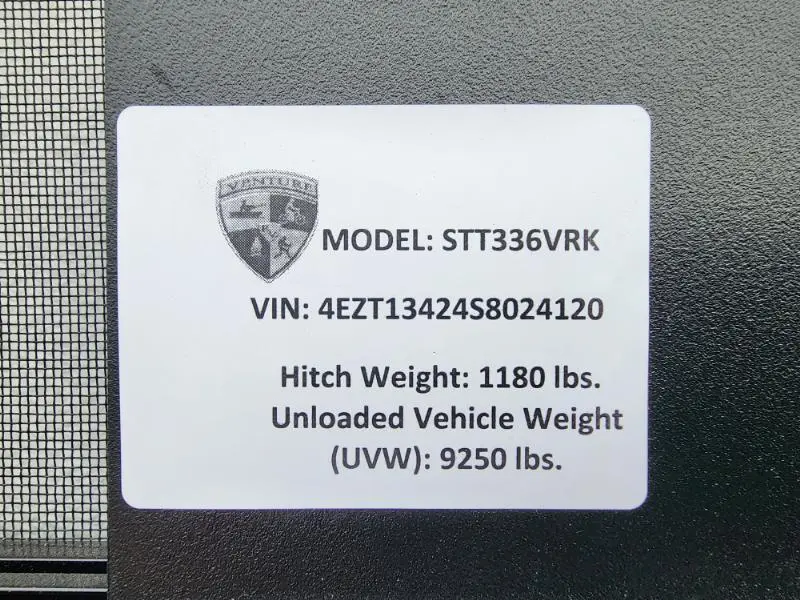 VENTURE
MODEL: STT336VRK
VIN: 4EZT13424S8024120
Hitch Weight: 1180 lbs.
Unloaded Vehicle Weight
(UVW): 9250 lbs.